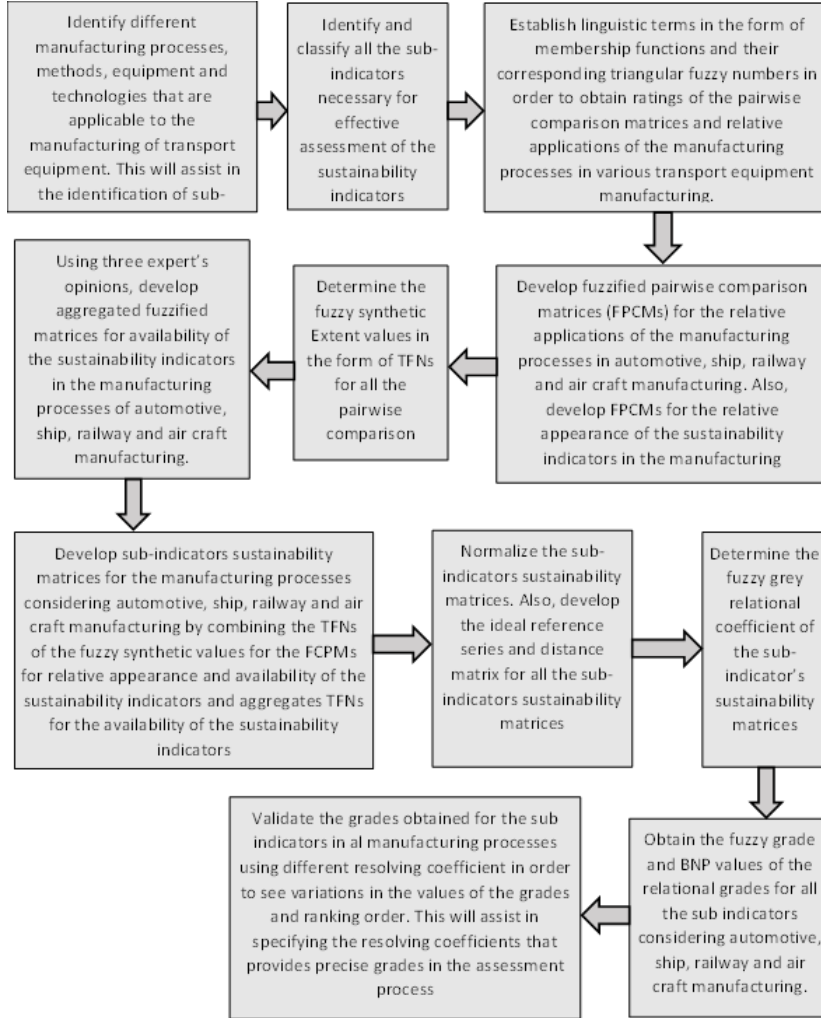 Identify different
manufacturing processes,
methods, equipment and
technologies that are
applicable to the
manufacturing of transport
equipment. This will assist
in the identification of sub-
Identify and
classify all the sub-
indicators
necessary for
effective
assessment of the
sustainability
indicators
Establish linguistic terms in the form of
membership functions and their
corresponding triangular fuzzy numbers in
order to obtain ratings of the pairwise
comparison matrices and relative
applications of the manufacturing
processes in various transport equipment
manufacturing.
Develop fuzzified pairwise comparison
matrices (FPCMs) for the relative
applications of the manufacturing
processes in automotive, ship, railway
and air craft manufacturing. Also,
develop FPCMs for the relative
appearance of the sustainability
indicators in the manufacturing
Determine the
fuzzy synthetic
Extent values in
the form of TFNs
for all the
pairwise
comparison
Using three expert's
opinions, develop
aggregated fuzzified
matrices for availability of
the sustainability indicators
in the manufacturing
processes of automotive,
ship, railway and air craft
manufacturing.
Develop sub-indicators sustainability
matrices for the manufacturing processes
considering automotive, ship, railway and air
craft manufacturing by combining the TFNs
of the fuzzy synthetic values for the FCPMs
for relative appearance and availability of the
sustainability indicators and aggregates TFNs
for the availability of the sustainability
indicators
Normalize the sub-
indicators sustainability
matrices. Also, develop
the ideal reference
series and distance
matrix for all the sub-
indicators sustainability
matrices
Determine the
fuzzy grey
relational
coefficient of
the sub-
indicator's
sustainability
matrices
Obtain the fuzzy grade
and BNP values of the
relational grades for all
the sub indicators
considering automotive,
ship, railway and air
craft manufacturing.
Validate the grades obtained for the sub
indicators in al manufacturing processes
using different resolving coefficient in order
to see variations in the values of the grades
and ranking order. This will assist in
specifying the resolving coefficients that
provides precise grades in the assessment
process